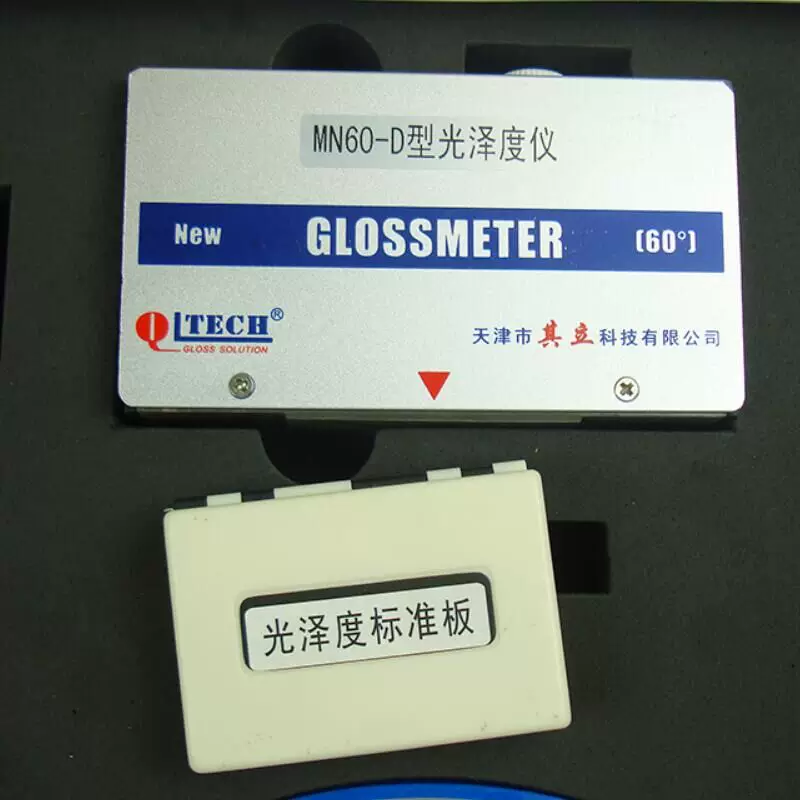 MN60-D型光泽度仪
New GLOSSMETER (60°)
QLTECH®
GLOSS SOLUTION
天津市其立科技有限公司
光泽度标准板